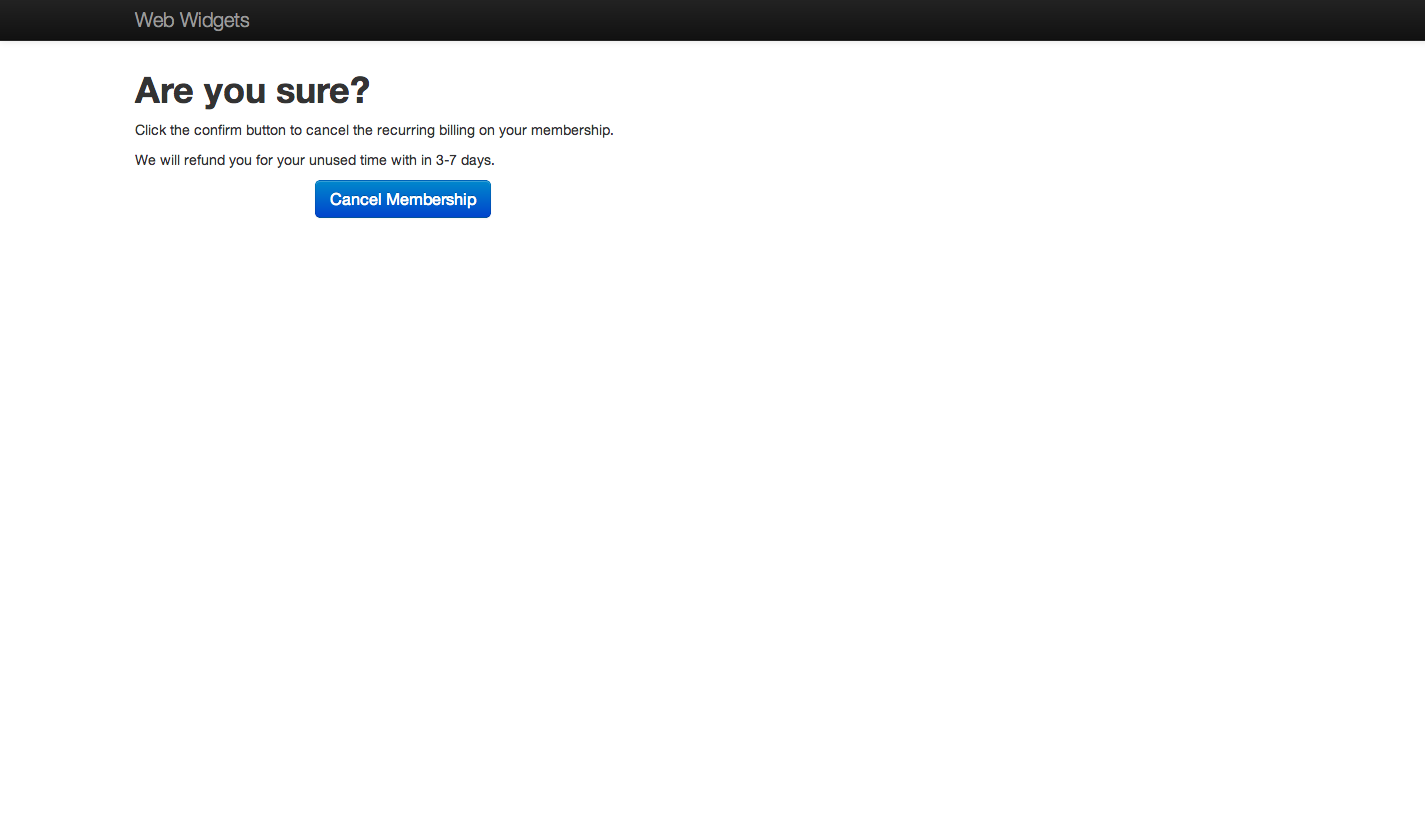 Web Widgets
Are you sure?
Click the confirm button to cancel the recurring billing on your membership.
We will refund you for your unused time with in 3-7 days.
Cancel Membership